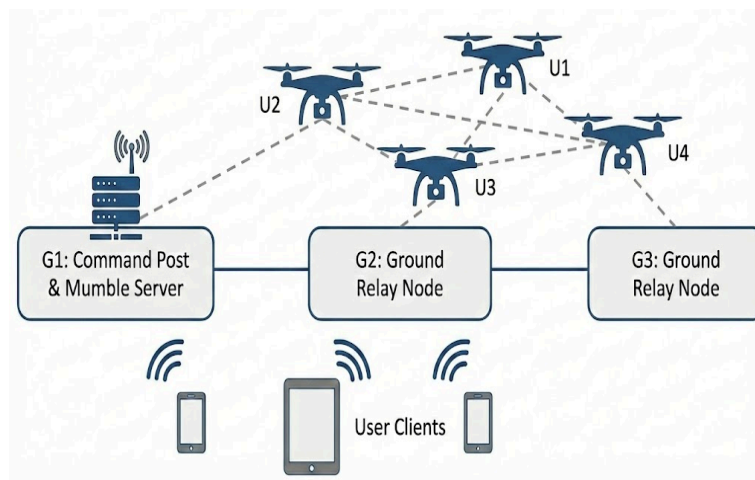 U1
U2
U4
U3
G1: Command Post
& Mumble Server
G2: Ground
Relay Node
G3: Ground
Relay Node
User Clients